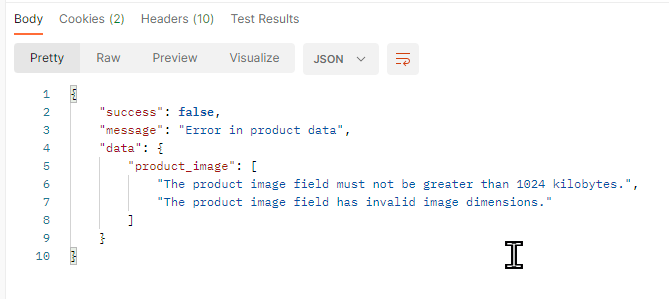 Body Cookies (2) Headers (10) Test Results
Pretty Raw Preview Visualize JSON
1 {
2 "success": false,
3 "message": "Error in product data",
4 "data": {
5 "product_image": [
6 "The product image field must not be greater than 1024 kilobytes.",
7 "The product image field has invalid image dimensions."
8 ]
9 }
10 }